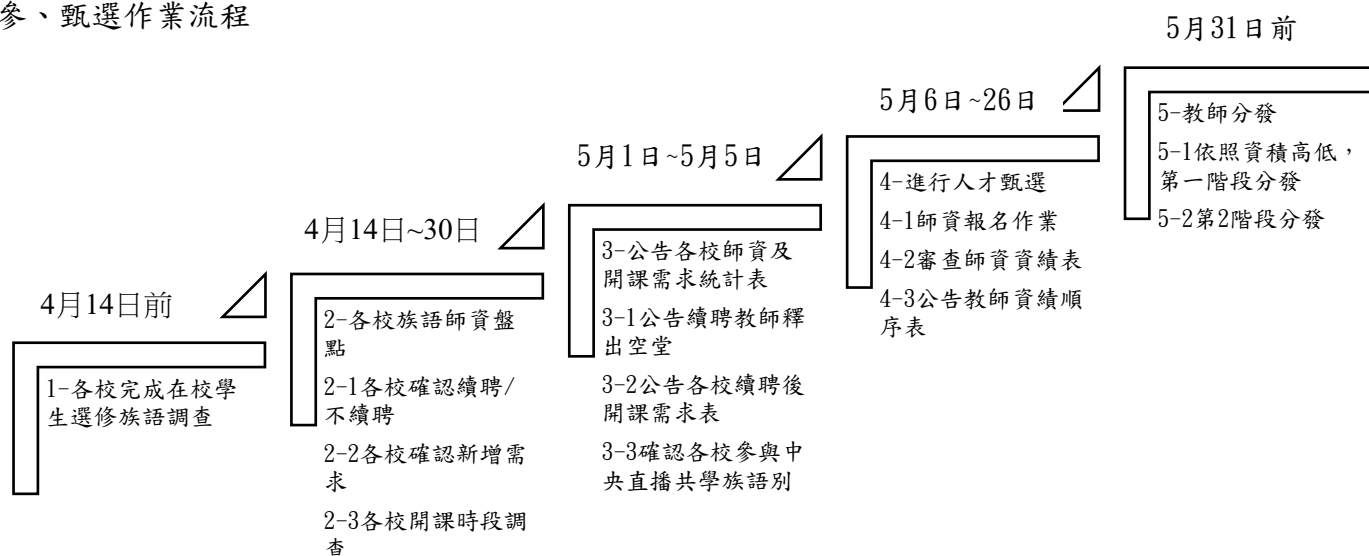 參、甄選作業流程
4月14日前
1-各校完成在校學
生選修族語調查
4月14日~30日
2-各校族語師資盤
點
2-1各校確認續聘/
不續聘
2-2各校確認新增需
求
2-3各校開課時段調
查
5月1日~5月5日
3-公告各校師資及
開課需求統計表
3-1公告續聘教師釋
出空堂
3-2公告各校續聘後
開課需求表
3-3確認各校參與中
央直播共學族語別
5月6日~26日
4-進行人才甄選
4-1師資報名作業
4-2審查師資資績表
4-3公告教師資績順
序表
5月31日前
5-教師分發
5-1依照資積高低，
第一階段分發
5-2第2階段分發